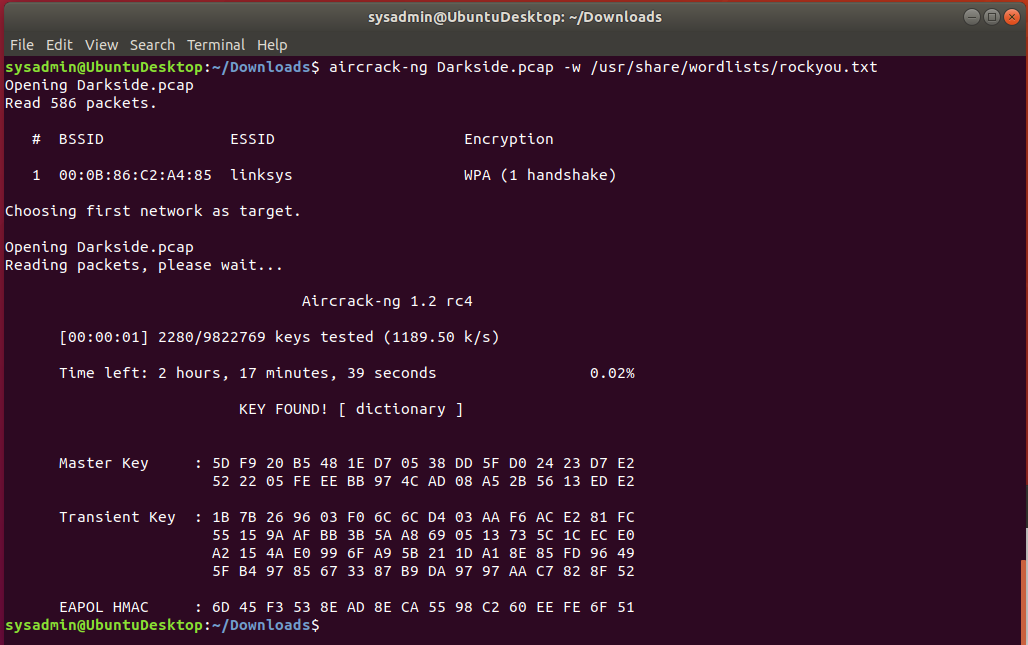 sysadmin@UbuntuDesktop: ~/Downloads
File Edit View Search Terminal Help
sysadmin@UbuntuDesktop:~/Downloads$ aircrack-ng Darkside.pcap -w /usr/share/wordlists/rockyou.txt
Opening Darkside.pcap
Read 586 packets.
# BSSID ESSID Encryption
1 00:0B:86:C2:A4:85 linksys WPA (1 handshake)
Choosing first network as target.
Opening Darkside.pcap
Reading packets, please wait...
Aircrack-ng 1.2 rc4
[00:00:01] 2280/9822769 keys tested (1189.50 k/s)
Time left: 2 hours, 17 minutes, 39 seconds 0.02%
KEY FOUND! [ dictionary ]
Master Key : 5D F9 20 B5 48 1E D7 05 38 DD 5F D0 24 23 D7 E2
52 22 05 FE EE BB 97 4C AD 08 A5 2B 56 13 ED E2
Transient Key : 1B 7B 26 96 03 F0 6C 6C D4 03 AA F6 AC E2 81 FC
55 15 9A AF BB 3B 5A A8 69 05 13 73 5C 1C EC E0
A2 15 4A E0 99 6F A9 5B 21 1D A1 8E 85 FD 96 49
5F B4 97 85 67 33 87 B9 DA 97 97 AA C7 82 8F 52
EAPOL HMAC : 6D 45 F3 53 8E AD 8E CA 55 98 C2 60 EE FE 6F 51
sysadmin@UbuntuDesktop:~/Downloads$